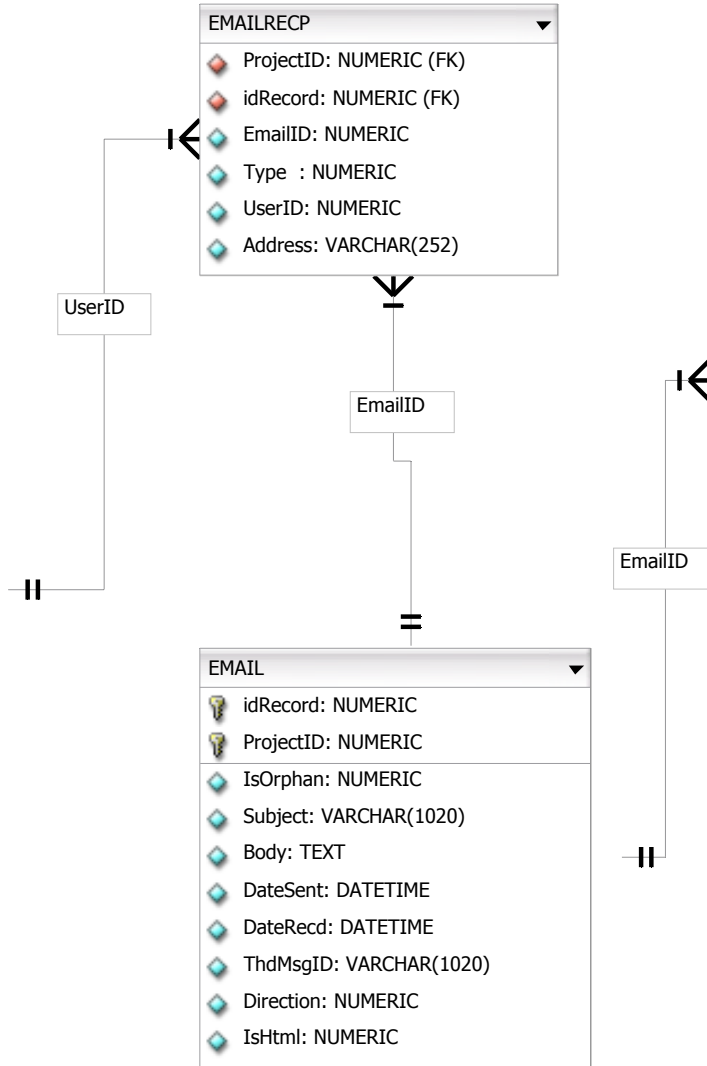 EMAILRECP
ProjectID: NUMERIC (FK)
idRecord: NUMERIC (FK)
EmailID: NUMERIC
Type  : NUMERIC
UserID: NUMERIC
Address: VARCHAR(252)
UserID
EmailID
EmailID
EMAIL
idRecord: NUMERIC
ProjectID: NUMERIC
IsOrphan: NUMERIC
Subject: VARCHAR(1020)
Body: TEXT
DateSent: DATETIME
DateRecd: DATETIME
ThdMsgID: VARCHAR(1020)
Direction: NUMERIC
IsHtml: NUMERIC